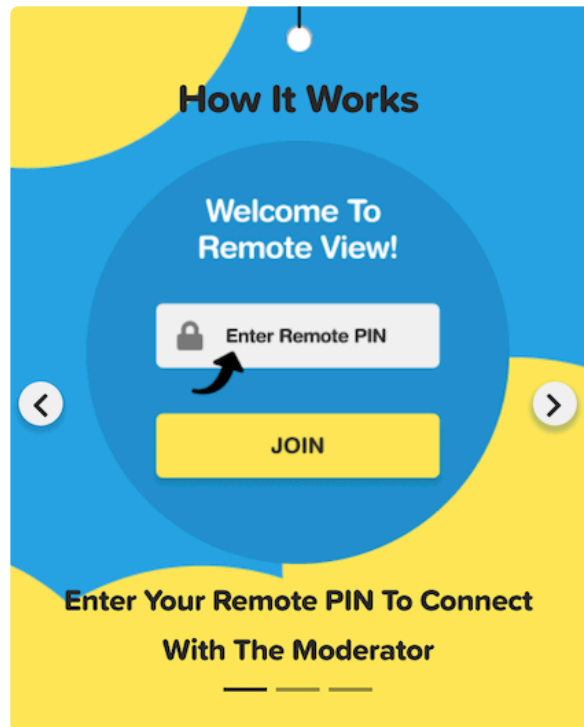 How It Works
Welcome To
Remote View!
Enter Remote PIN
JOIN
Enter Your Remote PIN To Connect
With The Moderator